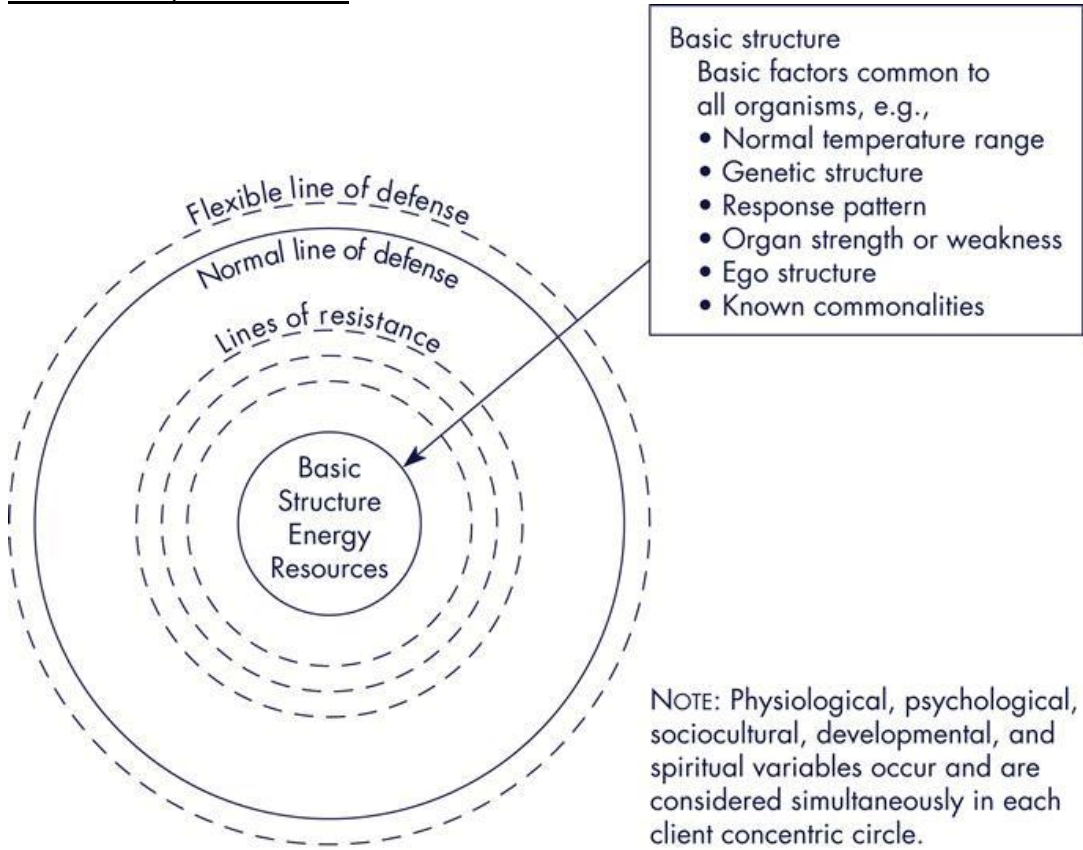 Basic structure
Basic factors common to
all organisms, e.g.,
• Normal temperature range
• Genetic structure
• Response pattern
• Organ strength or weakness
• Ego structure
• Known commonalities
Flexible line of defense
Normal line of defense
Lines of resistance
Basic
Structure
Energy
Resources
NOTE: Physiological, psychological,
sociocultural, developmental, and
spiritual variables occur and are
considered simultaneously in each
client concentric circle.